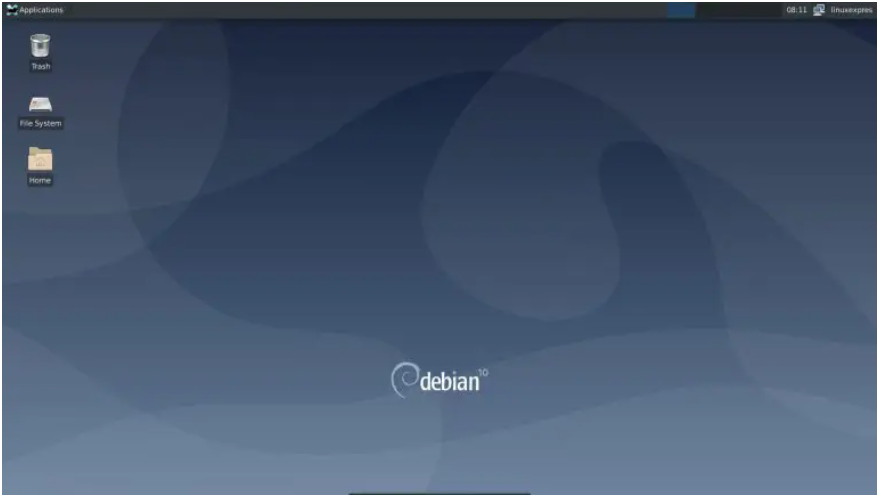 Applications
08:11 linuxexpres
Trash
File System
Home
debian 10